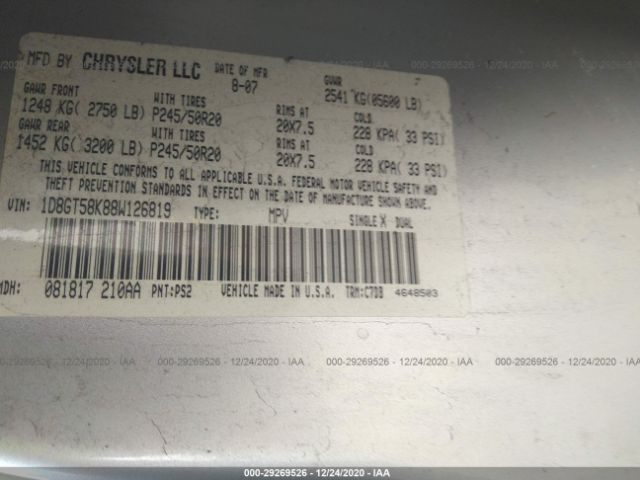 000-29269526 • 12/24/2020 - IAA
000-29269526 • 12/24/2020 - IAA
MFD BY CHRYSLER LLC DATE OF MFR 8-07 GVWR 2541 KG(05600 LB)
GAWR FRONT WITH TIRES RIMS AT COLD
1248 KG( 2750 LB) P245/50R20 20X7.5 228 KPA( 33 PSI)
GAWR REAR WITH TIRES RIMS AT COLD
1452 KG( 3200 LB) P245/50R20 20X7.5 228 KPA( 33 PSI)
THIS VEHICLE CONFORMS TO ALL APPLICABLE U.S.A. FEDERAL MOTOR VEHICLE SAFETY AND
THEFT PREVENTION STANDARDS IN EFFECT ON THE DATE OF MANUFACTURE SHOWN ABOVE.
VIN: 1D8GT58K88W126819 TYPE: MPV SINGLE X DUAL
MDH: 081817 210AA PNT:PS2 VEHICLE MADE IN U.S.A. TRM:C7DB 4648503
000-29269526 • 12/24/2020 - IAA
000-29269526 • 12/24/2020 - IAA
000-29269526 • 12/24/2020 - IAA
000-29269526 • 12/24/2020 - IAA